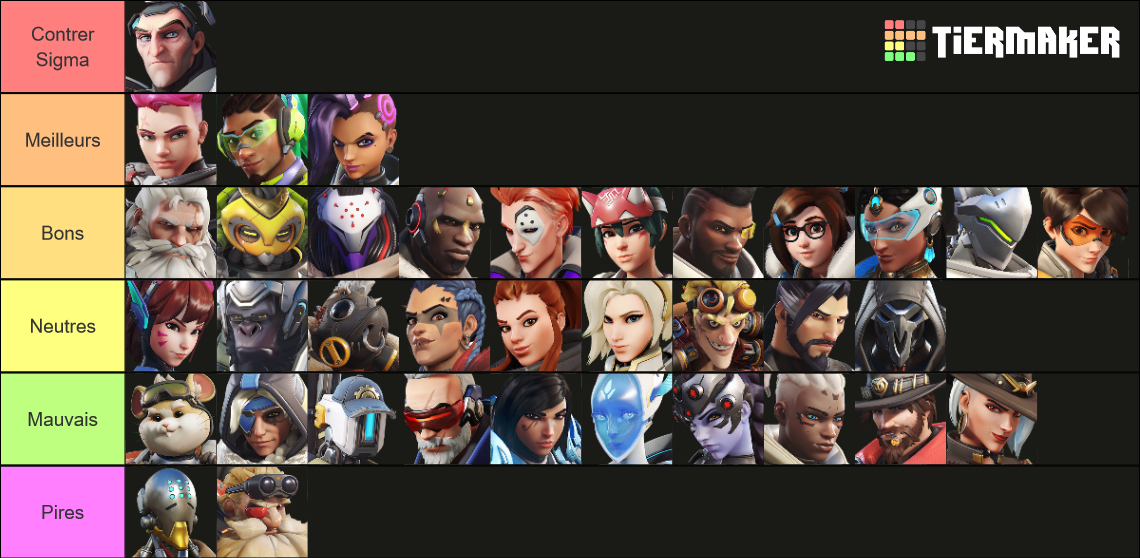 Contrer
Sigma
TiERMAKER
Meilleurs
Bons
Neutres
Mauvais
Pires